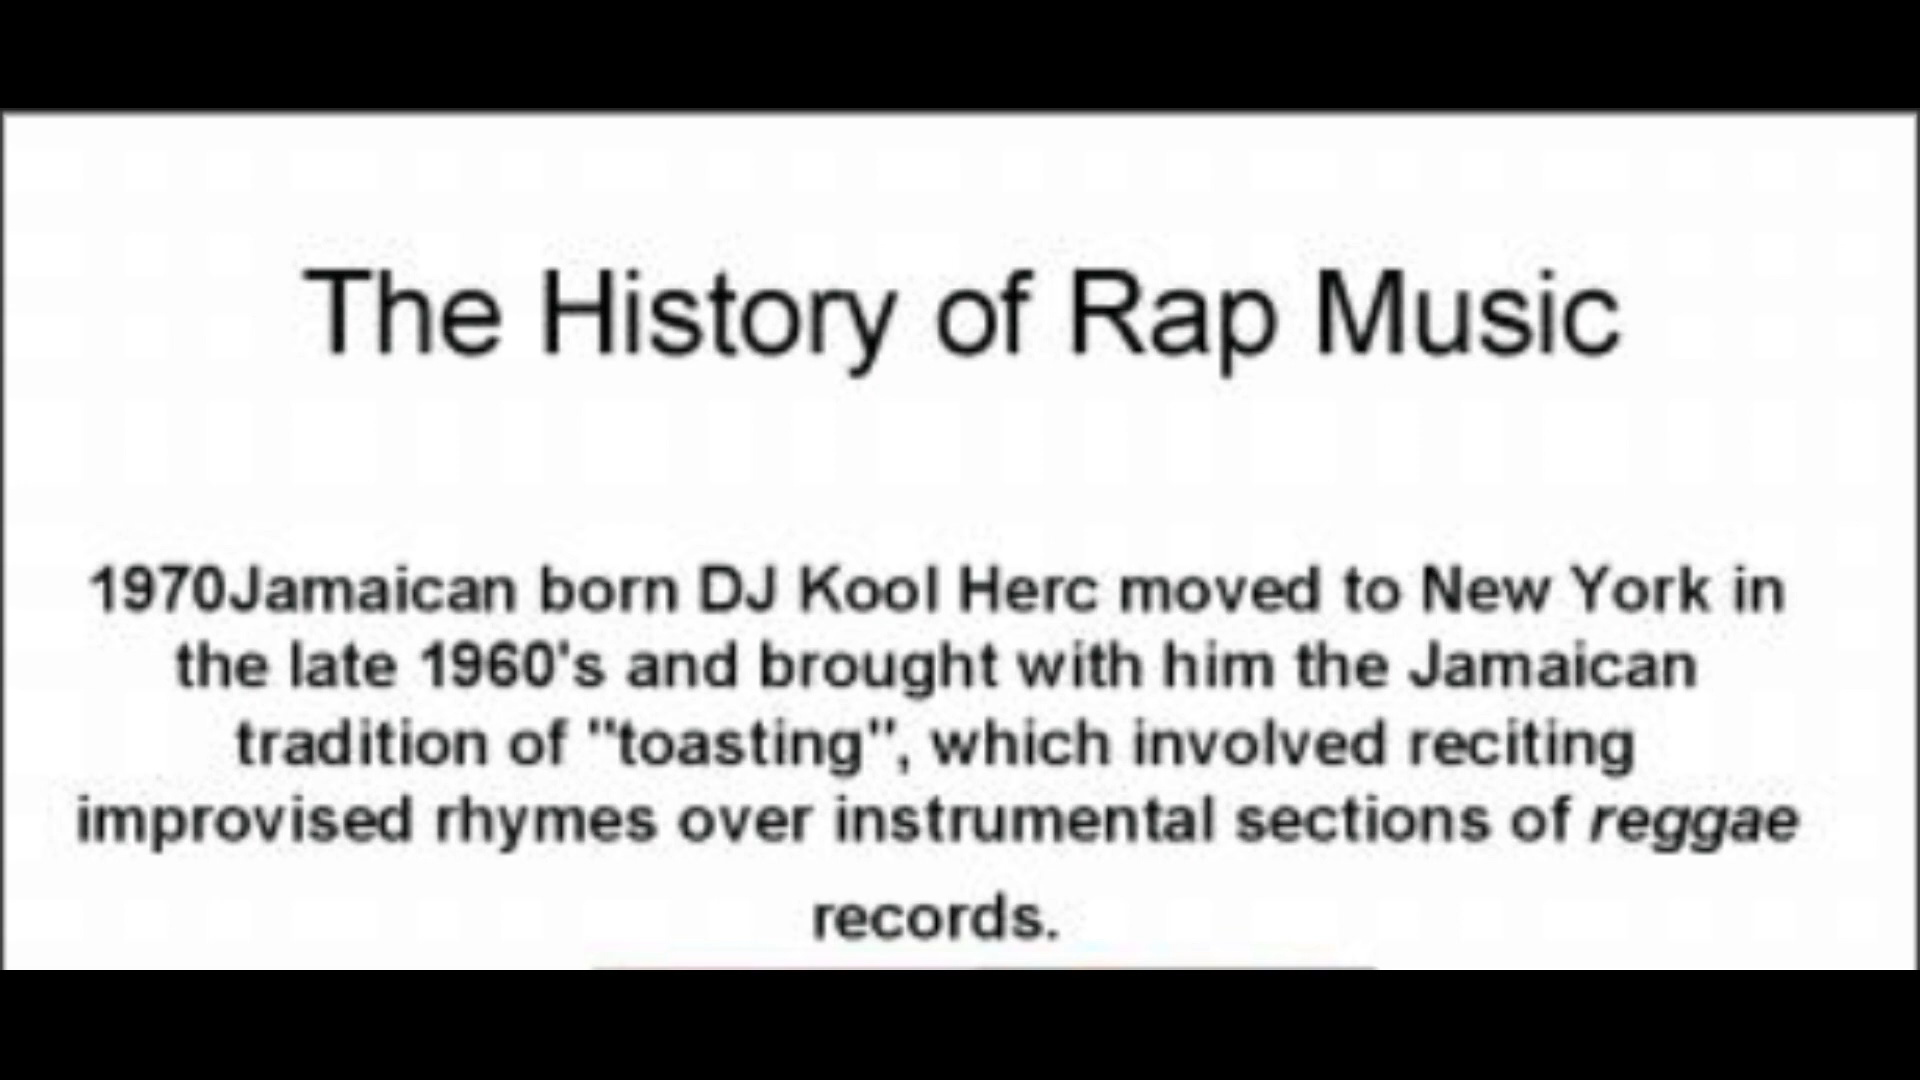 The History of Rap Music
1970Jamaican born DJ Kool Herc moved to New York in
the late 1960's and brought with him the Jamaican
tradition of "toasting", which involved reciting
improvised rhymes over instrumental sections of reggae
records.